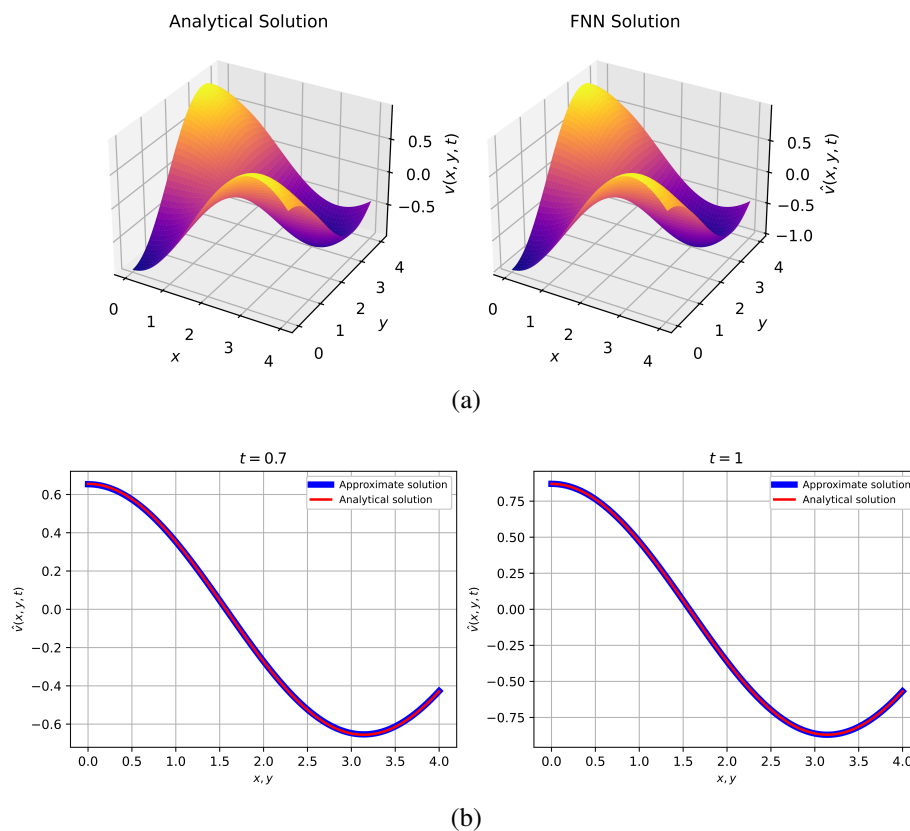 Analytical Solution
FNN Solution
0.5
0.0
−0.5
v(x, y, t)
0
1
2
3
4
x
0
1
2
3
4
y
0.5
0.0
−0.5
−1.0
v̂(x, y, t)
0
1
2
3
4
x
0
1
2
3
4
y
(a)
t = 0.7
Approximate solution
Analytical solution
0.6
0.4
0.2
0.0
−0.2
−0.4
−0.6
v̂(x, y, t)
0.0 0.5 1.0 1.5 2.0 2.5 3.0 3.5 4.0
x, y
t = 1
Approximate solution
Analytical solution
0.75
0.50
0.25
0.00
−0.25
−0.50
−0.75
v̂(x, y, t)
0.0 0.5 1.0 1.5 2.0 2.5 3.0 3.5 4.0
x, y
(b)